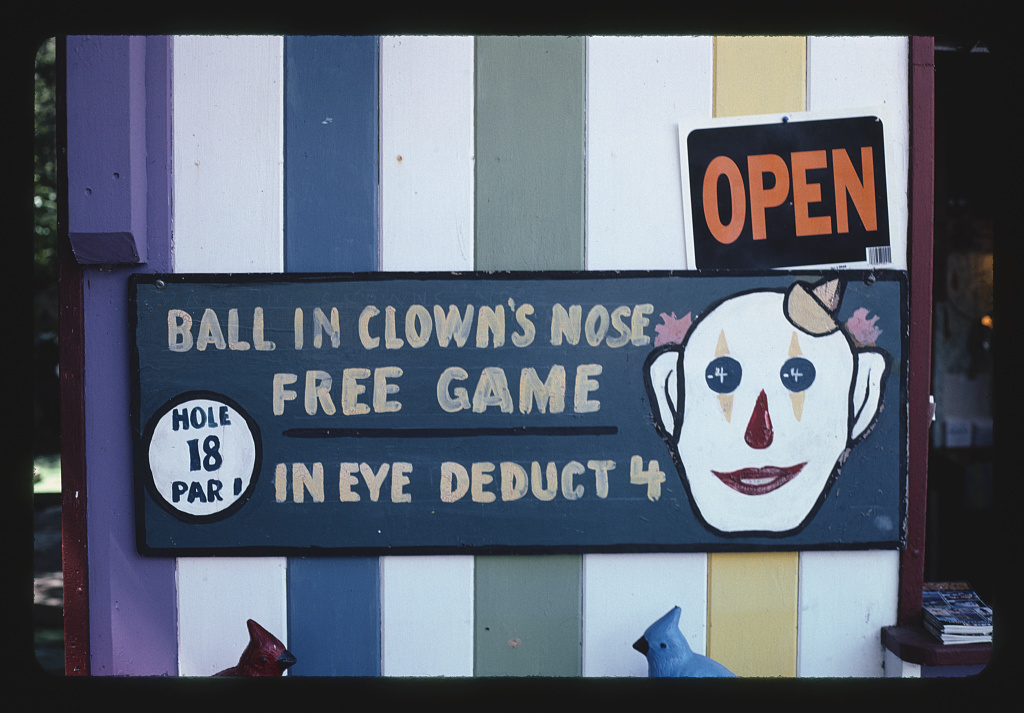 OPEN
BALL IN CLOWN'S NOSE
FREE GAME
IN EYE DEDUCT 4
HOLE
18
PAR 1
-4 -4